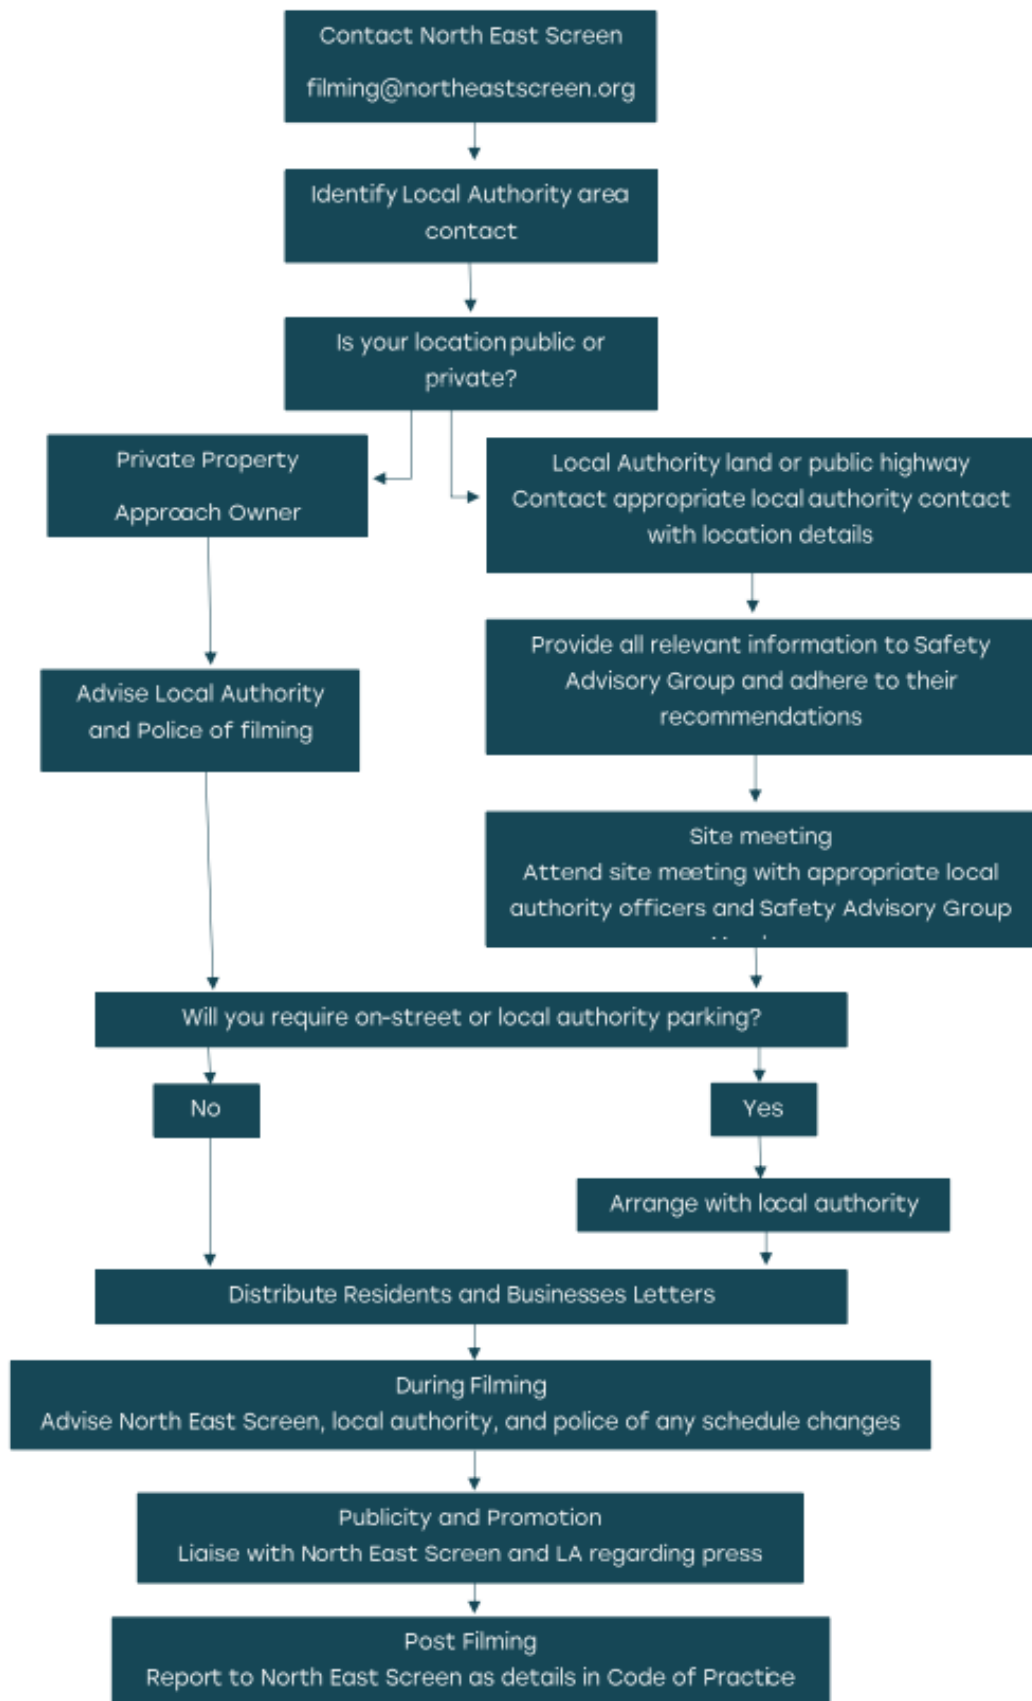 Contact North East Screen
filming@northeastscreen.org
Identify Local Authority area
contact
Is your location public or
private?
Private Property
Approach Owner
Local Authority land or public highway
Contact appropriate local authority contact
with location details
Advise Local Authority
and Police of filming
Provide all relevant information to Safety
Advisory Group and adhere to their
recommendations
Site meeting
Attend site meeting with appropriate local
authority officers and Safety Advisory Group
Will you require on-street or local authority parking?
No
Yes
Arrange with local authority
Distribute Residents and Businesses Letters
During Filming
Advise North East Screen, local authority, and police of any schedule changes
Publicity and Promotion
Liaise with North East Screen and LA regarding press
Post Filming
Report to North East Screen as details in Code of Practice